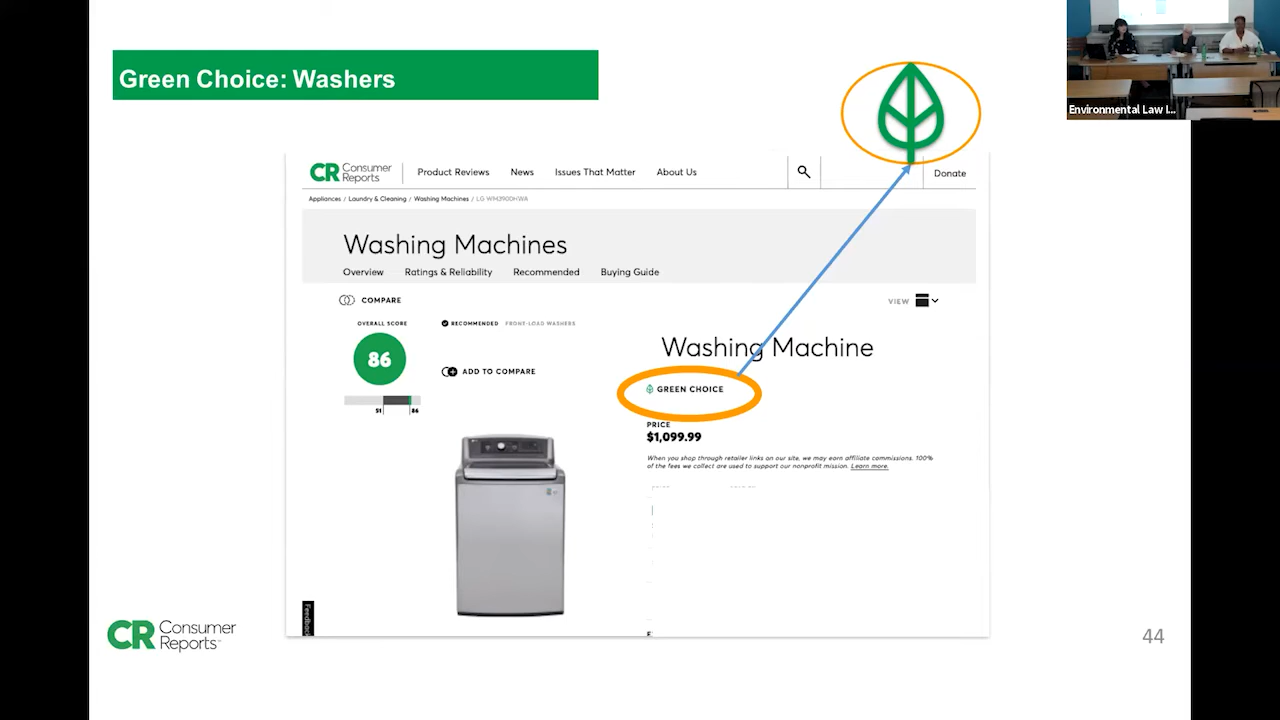 Green Choice: Washers
Environmental Law I...
CR Consumer Reports
Product Reviews
News
Issues That Matter
About Us
Donate
Appliances / Laundry & Cleaning / Washing Machines /
Washing Machines
Overview
Ratings & Reliability
Recommended
Buying Guide
COMPARE
VIEW
OVERALL SCORE
RECOMMENDED
FRONT-LOAD WASHERS
86
ADD TO COMPARE
51
86
Washing Machine
GREEN CHOICE
PRICE
$1,099.99
When you shop through retailer links on our site, we may earn affiliate commissions. 100%
of the fees we collect are used to support our nonprofit mission. Learn more.
Feedback
CR Consumer Reports
44